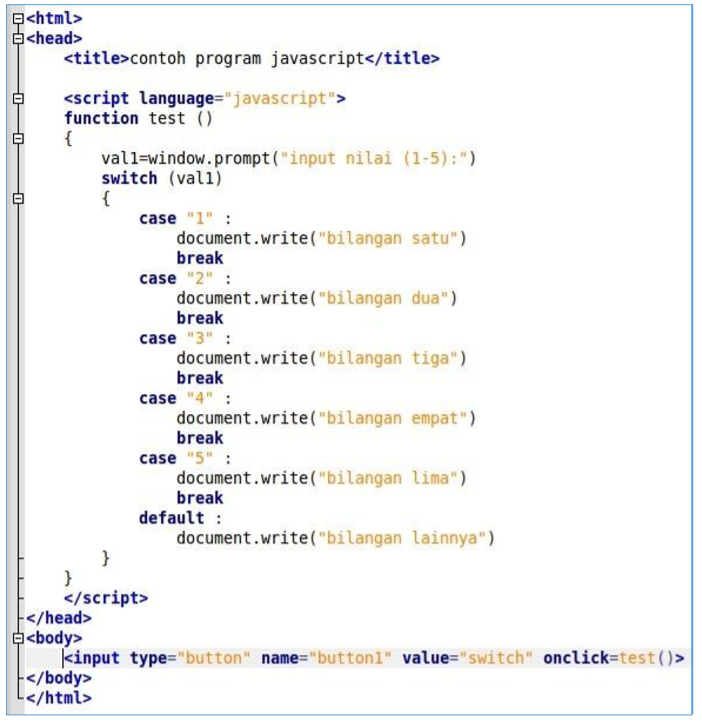 <html>
<head>
<title>contoh program javascript</title>
<script language="javascript">
function test ()
{
val1=window.prompt("input nilai (1-5):")
switch (val1)
{
case "1" :
document.write("bilangan satu")
break
case "2" :
document.write("bilangan dua")
break
case "3" :
document.write("bilangan tiga")
break
case "4" :
document.write("bilangan empat")
break
case "5" :
document.write("bilangan lima")
break
default :
document.write("bilangan lainnya")
}
}
</script>
</head>
<body>
<input type="button" name="button1" value="switch" onclick=test()>
</body>
</html>